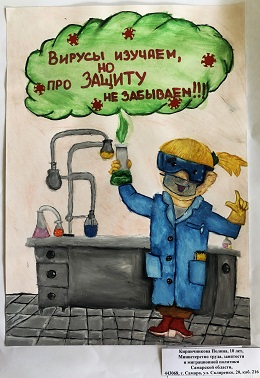 Вирусы изучаем,
но
про ЗАЩИТУ
не забываем!!!
Кирпичникова Полина, 10 лет,
Министерство труда, занятости
и миграционной политики
Самарской области,
443068, г. Самара, ул. Скляренко, 20, каб. 216